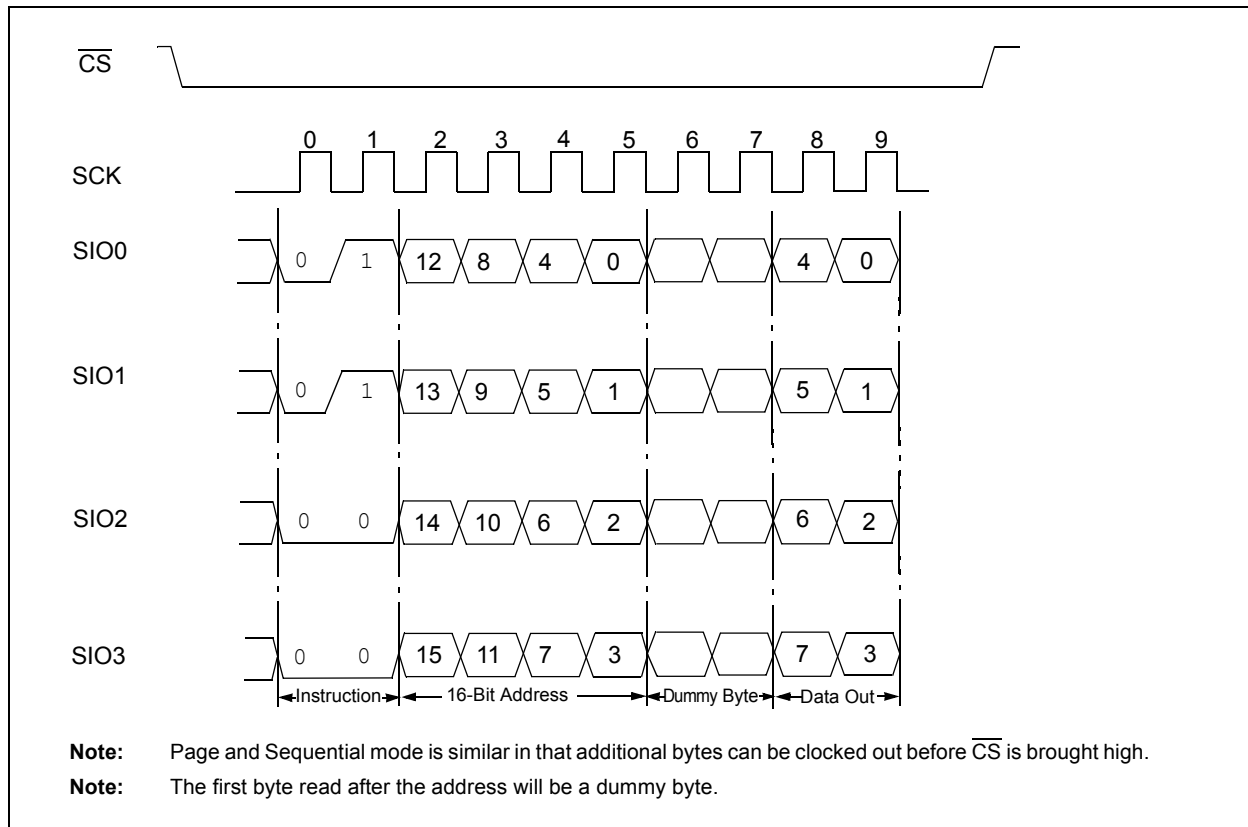 CS
0 1 2 3 4 5 6 7 8 9
SCK
SIO0 0 1 12 8 4 0 4 0
SIO1 0 1 13 9 5 1 5 1
SIO2 0 0 14 10 6 2 6 2
SIO3 0 0 15 11 7 3 7 3
Instruction 16-Bit Address Dummy Byte Data Out
Note: Page and Sequential mode is similar in that additional bytes can be clocked out before CS is brought high.
Note: The first byte read after the address will be a dummy byte.